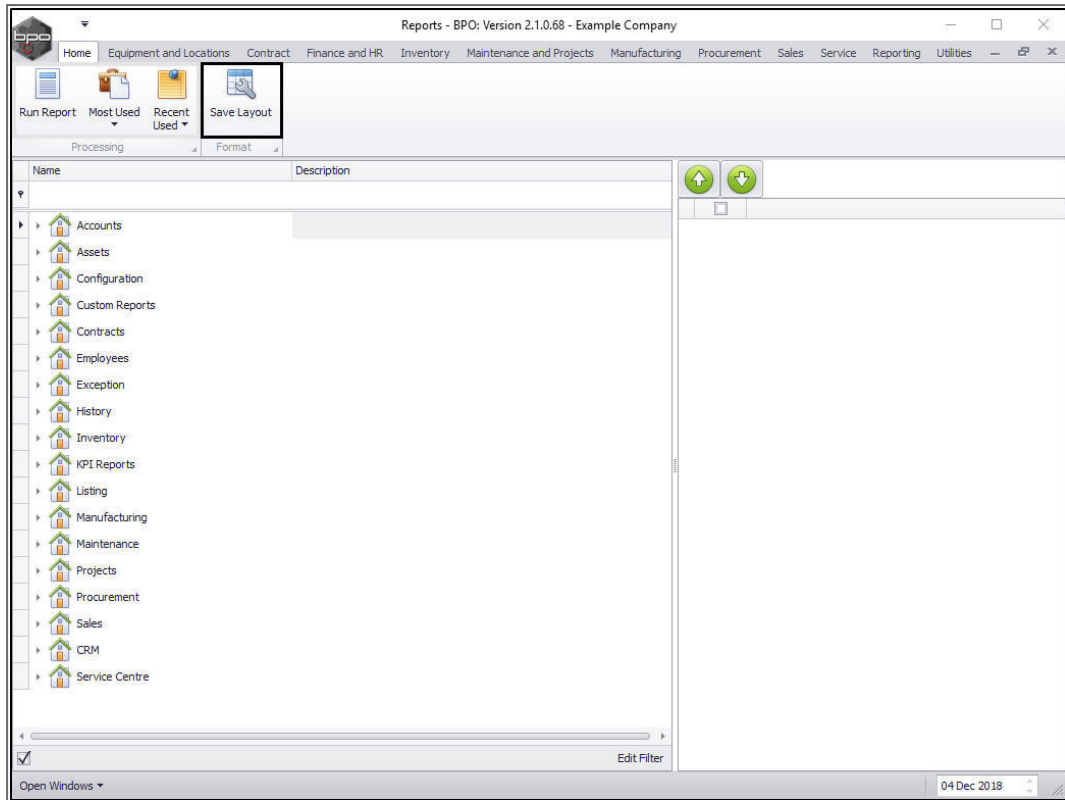 bpo
Reports - BPO: Version 2.1.0.68 - Example Company
Home Equipment and Locations Contract Finance and HR Inventory Maintenance and Projects Manufacturing Procurement Sales Service Reporting Utilities
Run Report Most Used Recent Used Save Layout
Processing Format
Name Description
Accounts
Assets
Configuration
Custom Reports
Contracts
Employees
Exception
History
Inventory
KPI Reports
Listing
Manufacturing
Maintenance
Projects
Procurement
Sales
CRM
Service Centre
Edit Filter
Open Windows 04 Dec 2018